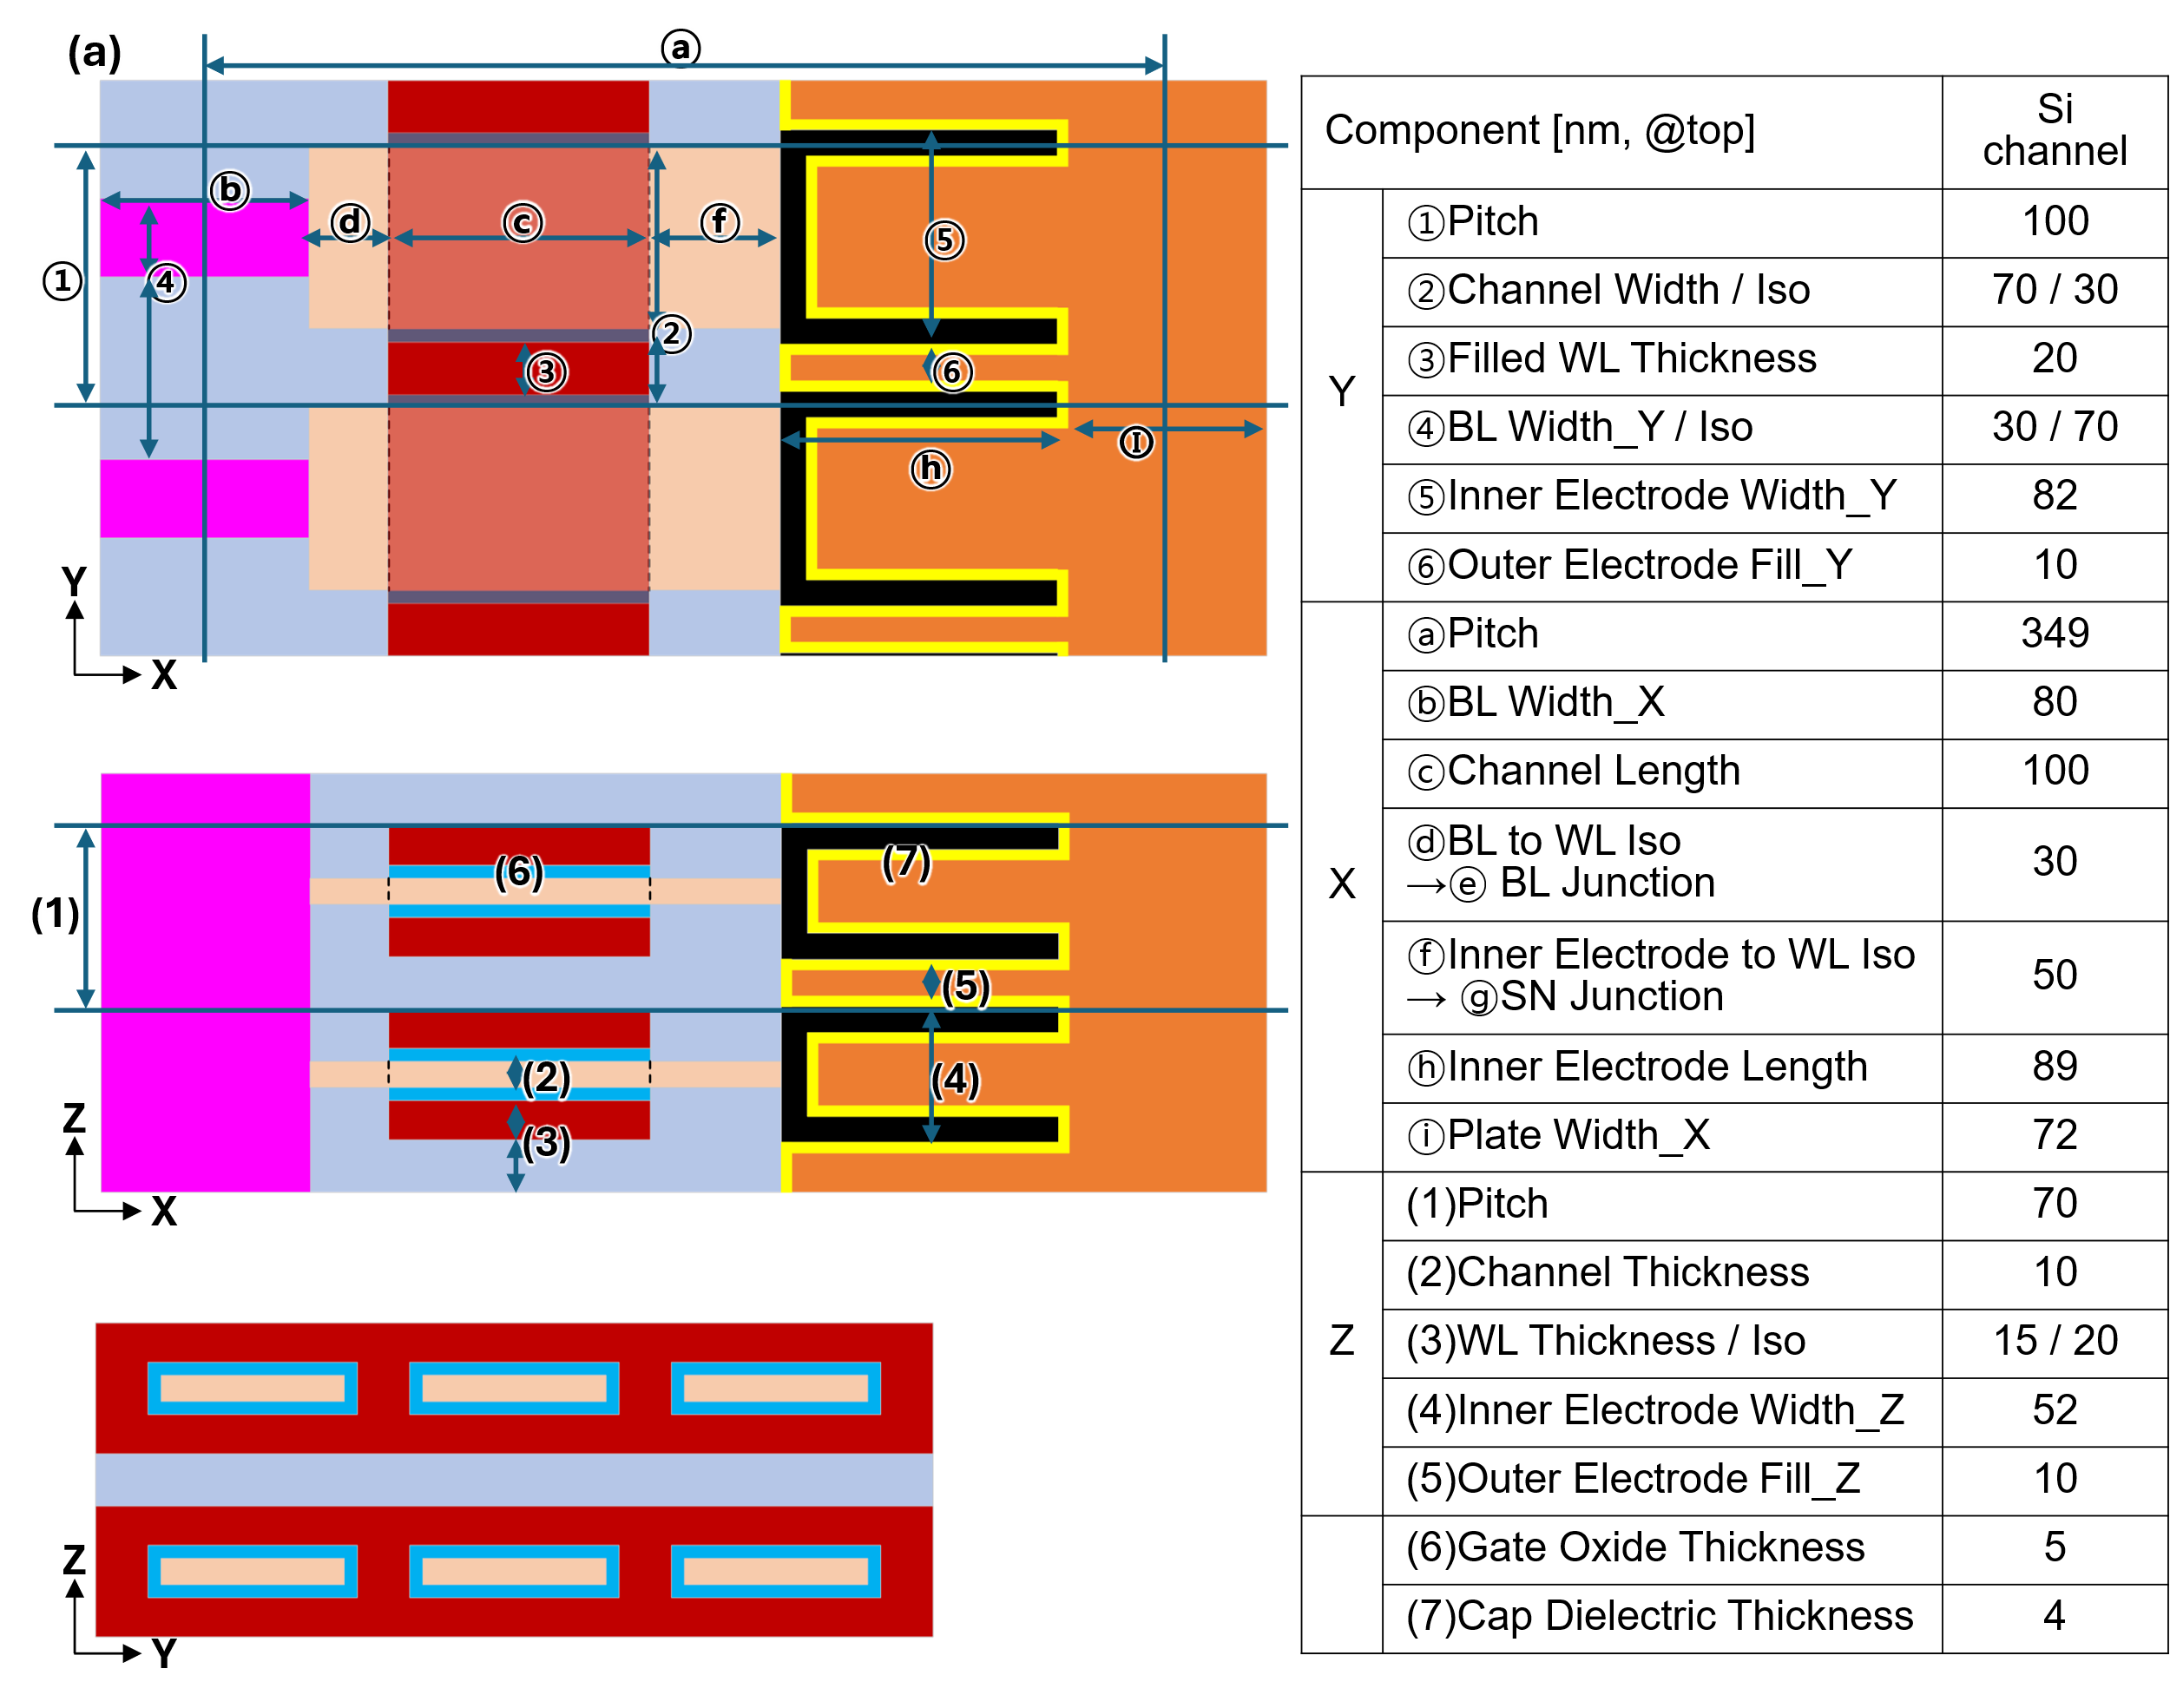 (a)
ⓐ
ⓑ
ⓓ
ⓒ
ⓕ
①
④
⑤
②
③
⑥
ⓗ
Ⓘ
Y
X
(6)
(7)
(1)
(5)
(2)
(4)
(3)
Z
X
Z
Y
Component [nm, @top] Si channel
Y
①Pitch 100
②Channel Width / Iso 70 / 30
③Filled WL Thickness 20
④BL Width_Y / Iso 30 / 70
⑤Inner Electrode Width_Y 82
⑥Outer Electrode Fill_Y 10
X
ⓐPitch 349
ⓑBL Width_X 80
ⓒChannel Length 100
ⓓBL to WL Iso
→ⓔ BL Junction 30
ⓕInner Electrode to WL Iso
→ ⓖSN Junction 50
ⓗInner Electrode Length 89
ⓘPlate Width_X 72
Z
(1)Pitch 70
(2)Channel Thickness 10
(3)WL Thickness / Iso 15 / 20
(4)Inner Electrode Width_Z 52
(5)Outer Electrode Fill_Z 10
(6)Gate Oxide Thickness 5
(7)Cap Dielectric Thickness 4